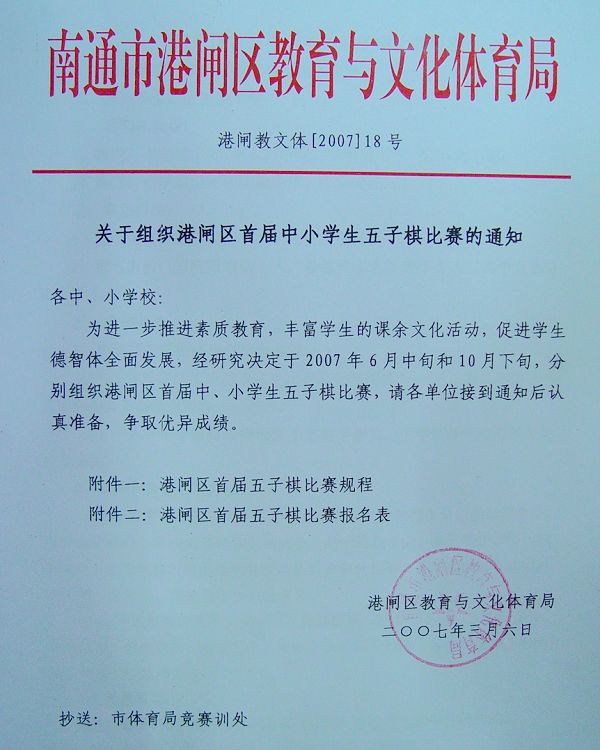 南通市港闸区教育与文化体育局
港闸教文体[2007]18号
关于组织港闸区首届中小学生五子棋比赛的通知
各中、小学校：
为进一步推进素质教育，丰富学生的课余文化活动，促进学生
德智体全面发展，经研究决定于2007年6月中旬和10月下旬，分
别组织港闸区首届中、小学生五子棋比赛，请各单位接到通知后认
真准备，争取优异成绩。
附件一：港闸区首届五子棋比赛规程
附件二：港闸区首届五子棋比赛报名表
港闸区教育与文化体育局
二〇〇七年三月六日
抄送：市体育局竞赛训处